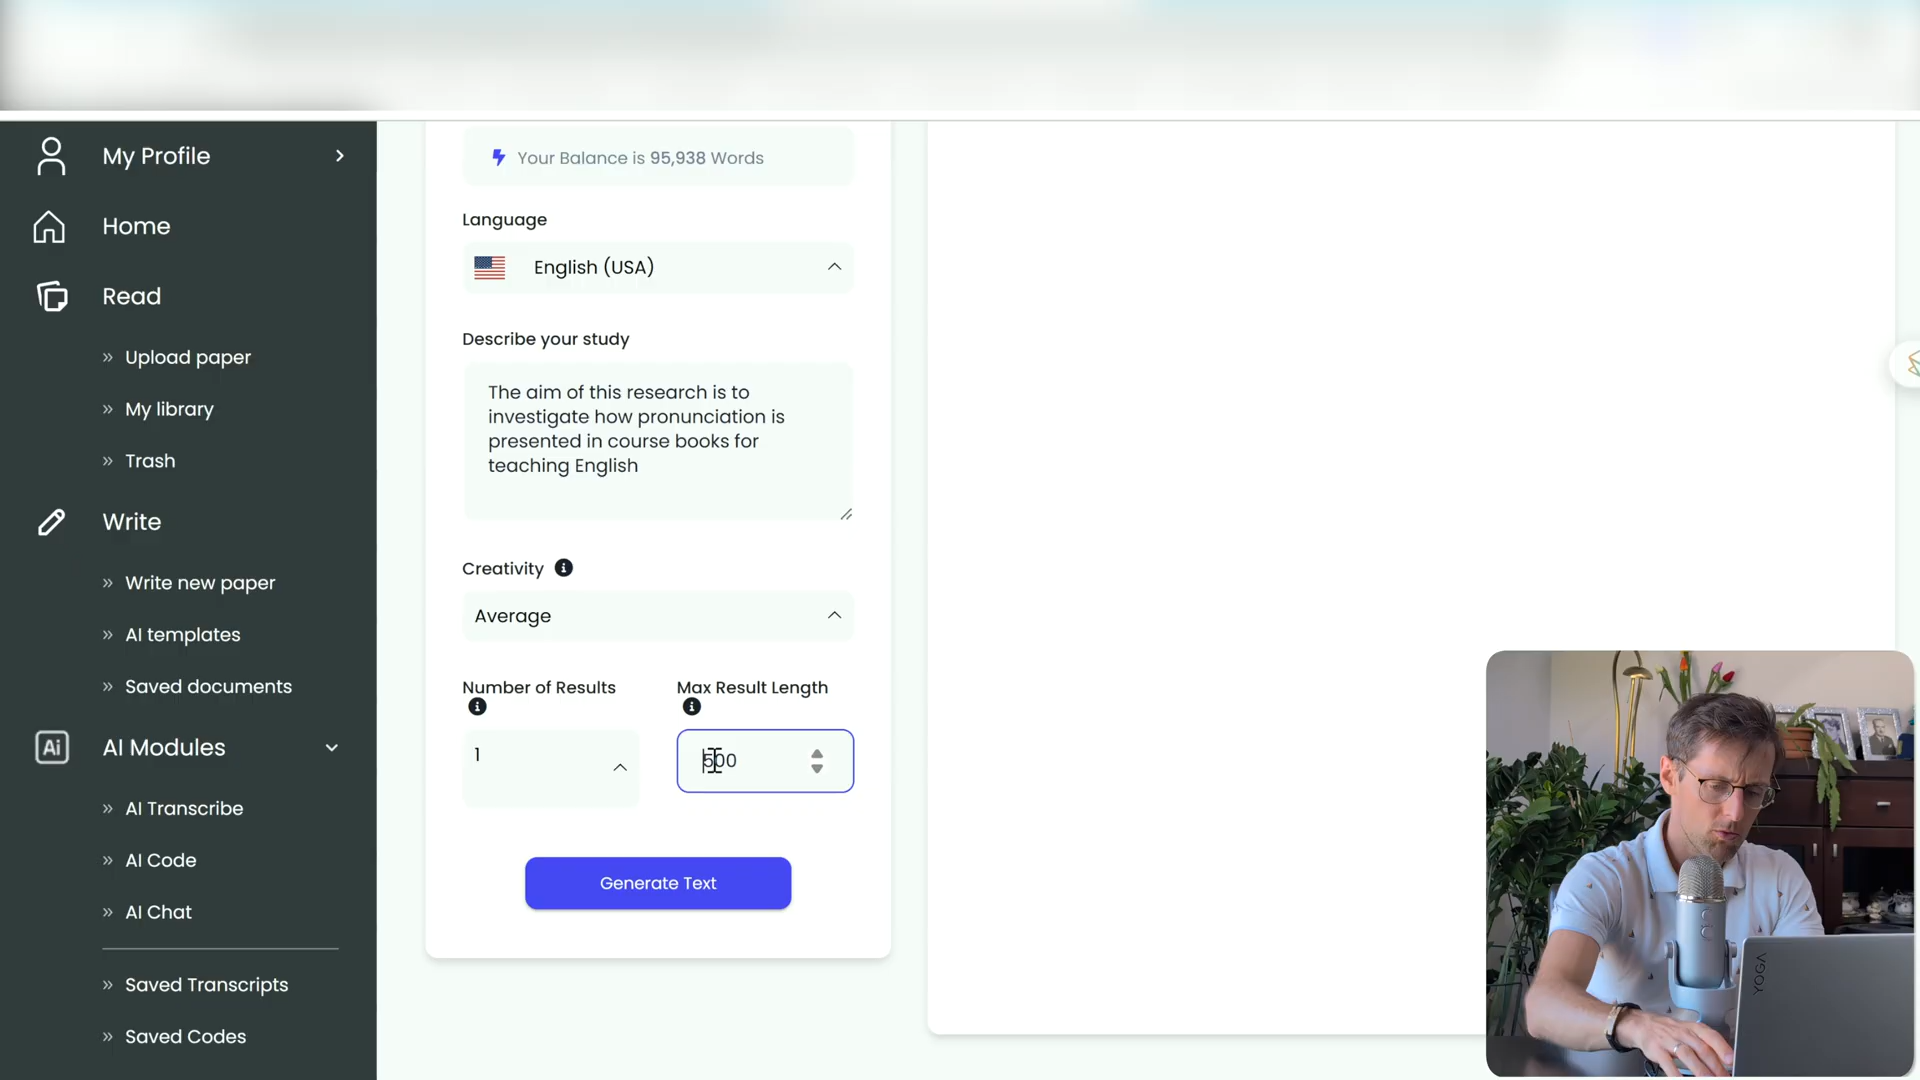 My Profile
Home
Read
» Upload paper
» My library
» Trash
Write
» Write new paper
» AI templates
» Saved documents
Ai AI Modules
» AI Transcribe
» AI Code
» AI Chat
» Saved Transcripts
» Saved Codes
Your Balance is 95,938 Words
Language
English (USA)
Describe your study
The aim of this research is to
investigate how pronunciation is
presented in course books for
teaching English
Creativity
Average
Number of Results
1
Max Result Length
500
Generate Text
YOGA